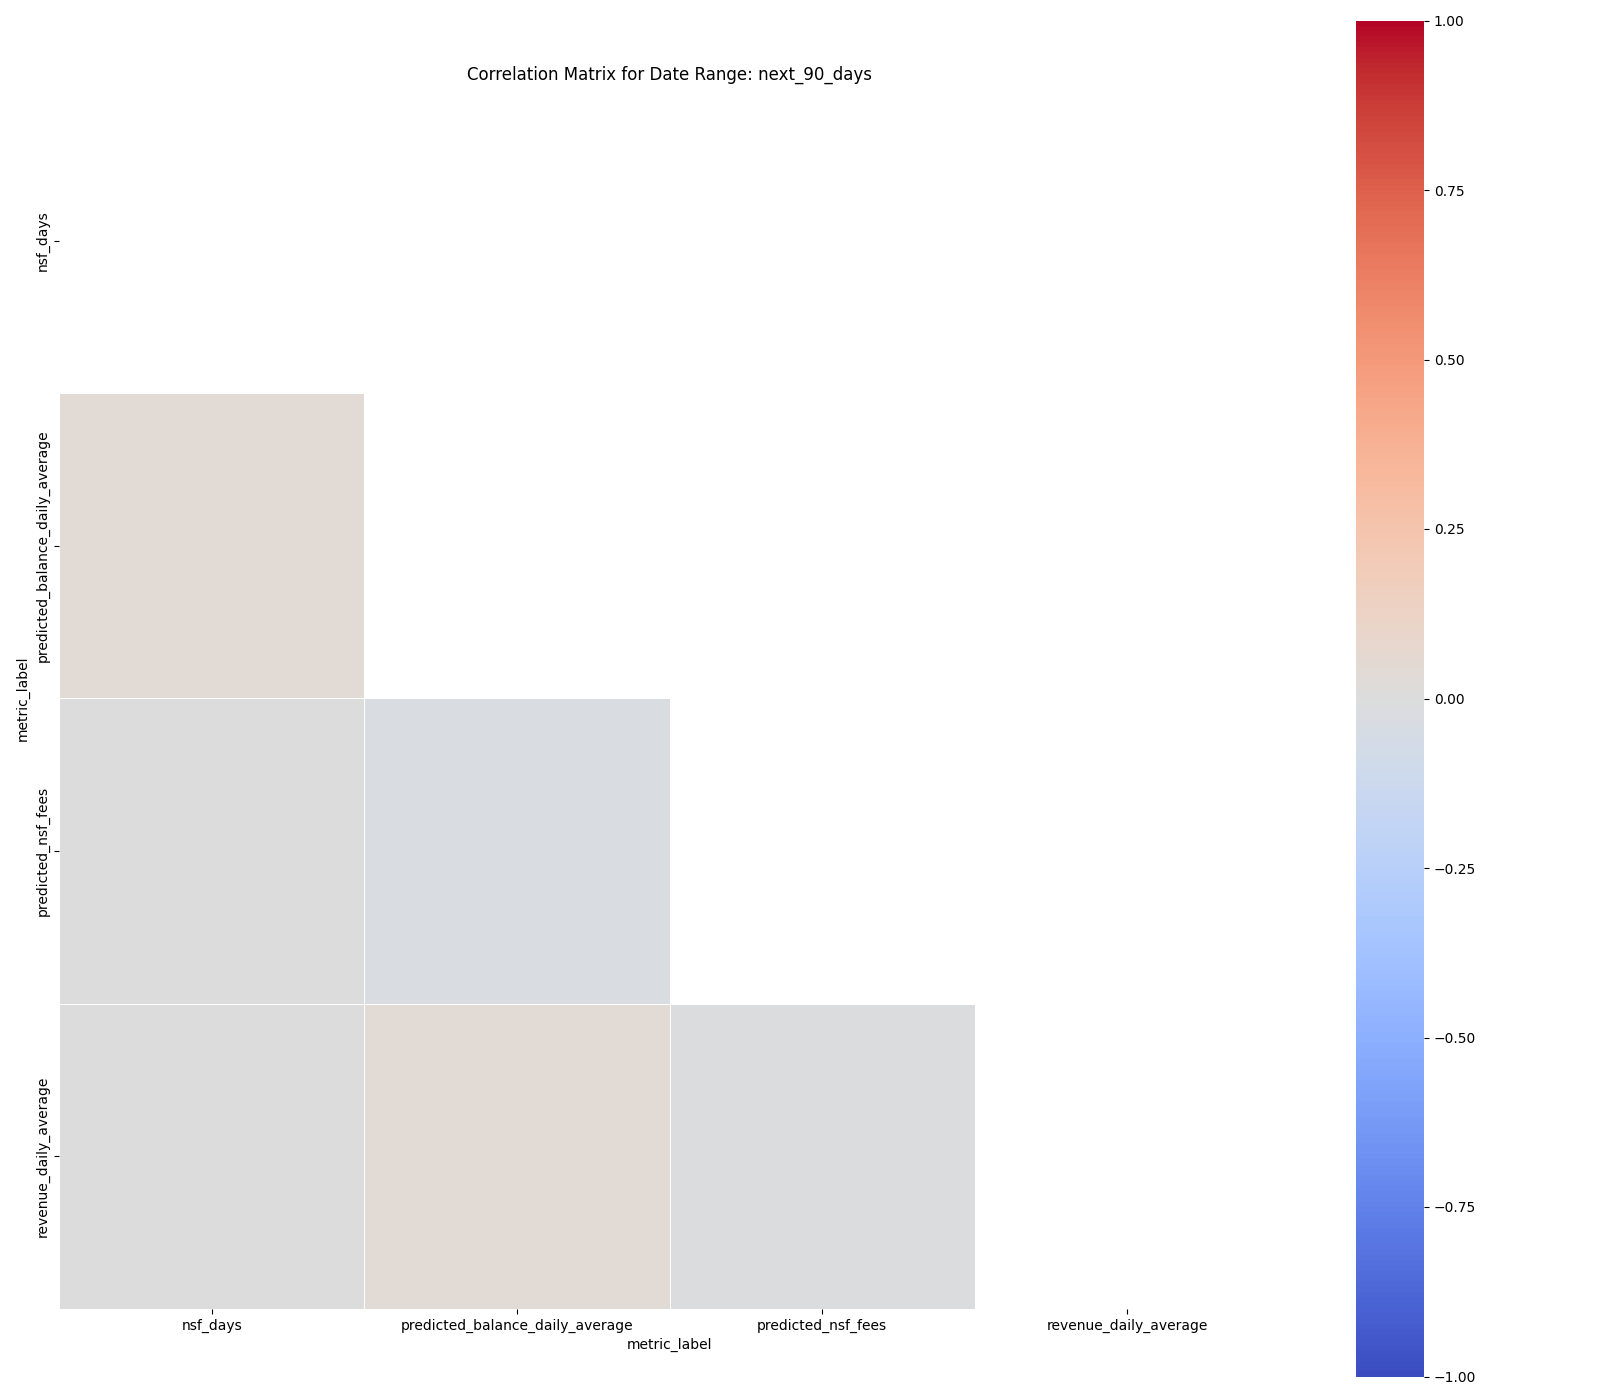 Correlation Matrix for Date Range: next_90_days
metric_label
nsf_days
predicted_balance_daily_average
predicted_nsf_fees
revenue_daily_average
nsf_days
predicted_balance_daily_average
predicted_nsf_fees
revenue_daily_average
metric_label
1.00
0.75
0.50
0.25
0.00
−0.25
−0.50
−0.75
−1.00